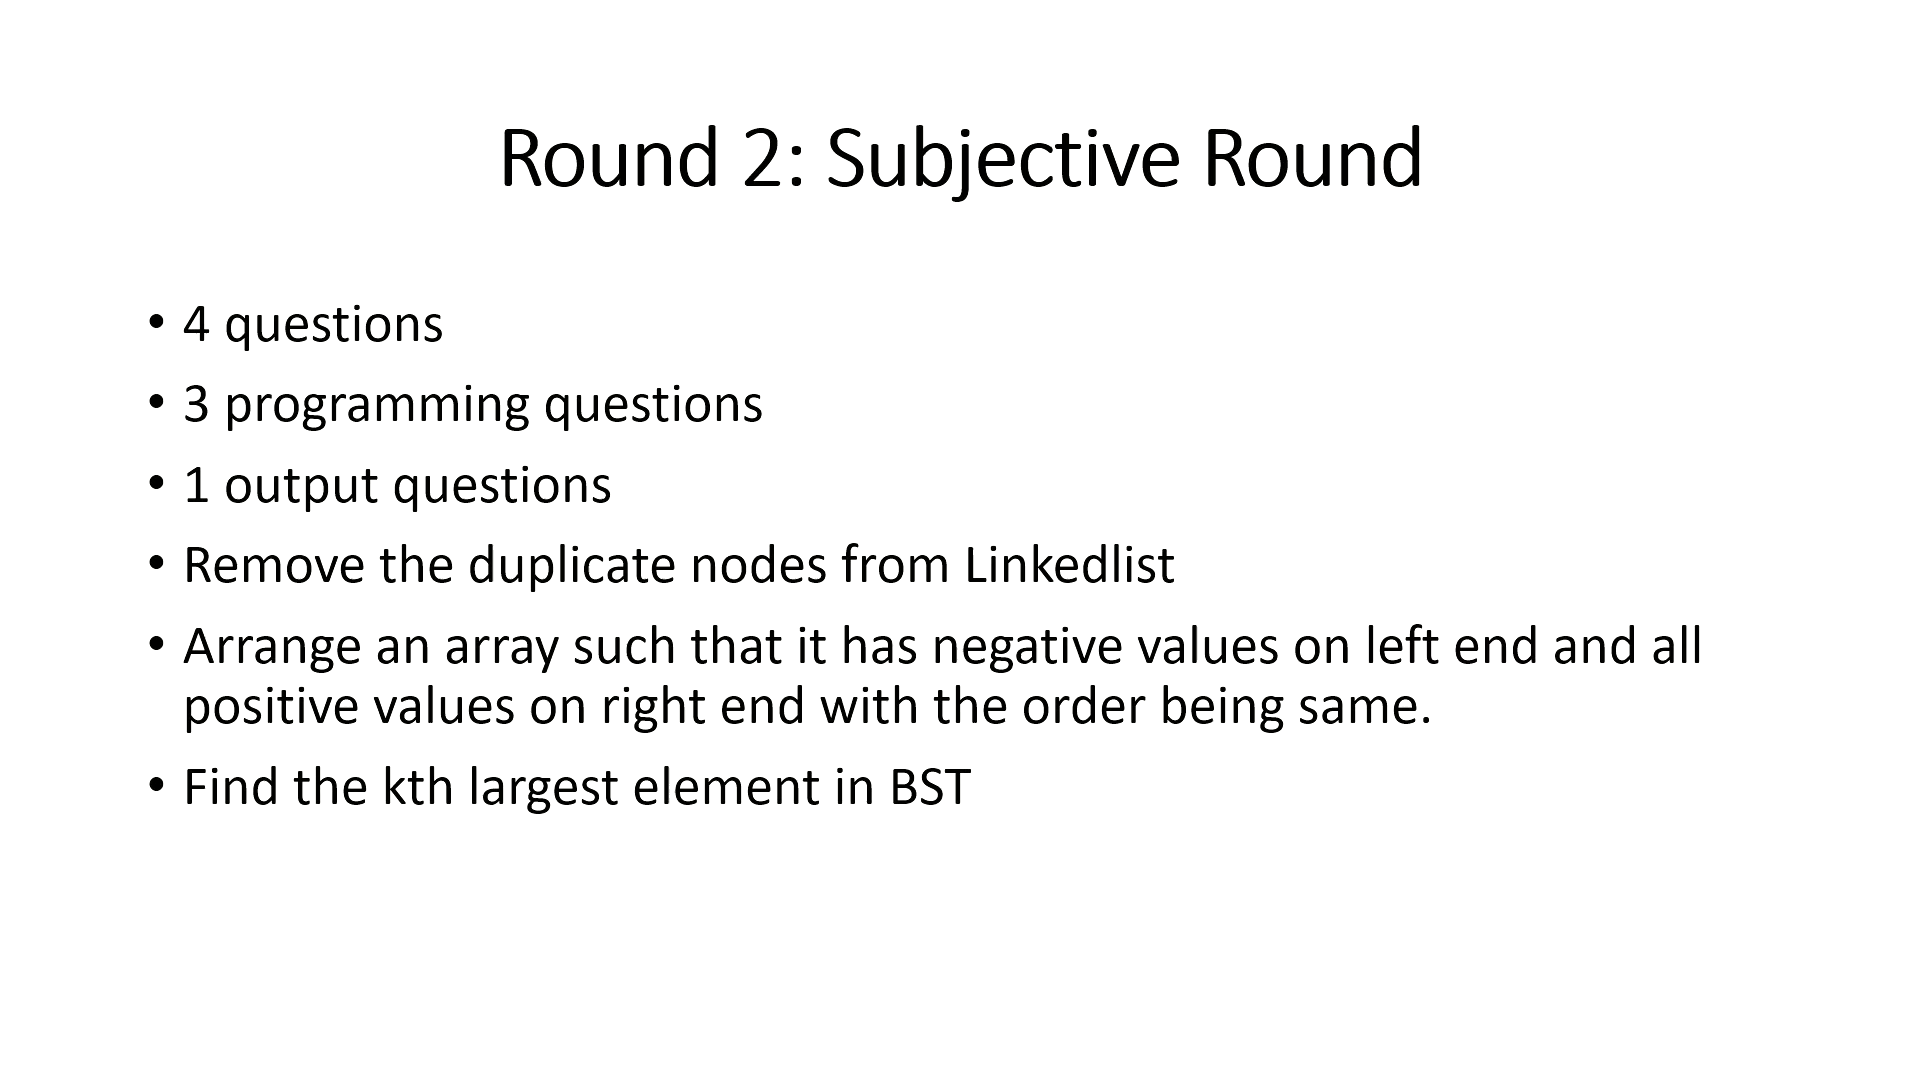 Round 2: Subjective Round
• 4 questions
• 3 programming questions
• 1 output questions
• Remove the duplicate nodes from Linkedlist
• Arrange an array such that it has negative values on left end and all
positive values on right end with the order being same.
• Find the kth largest element in BST